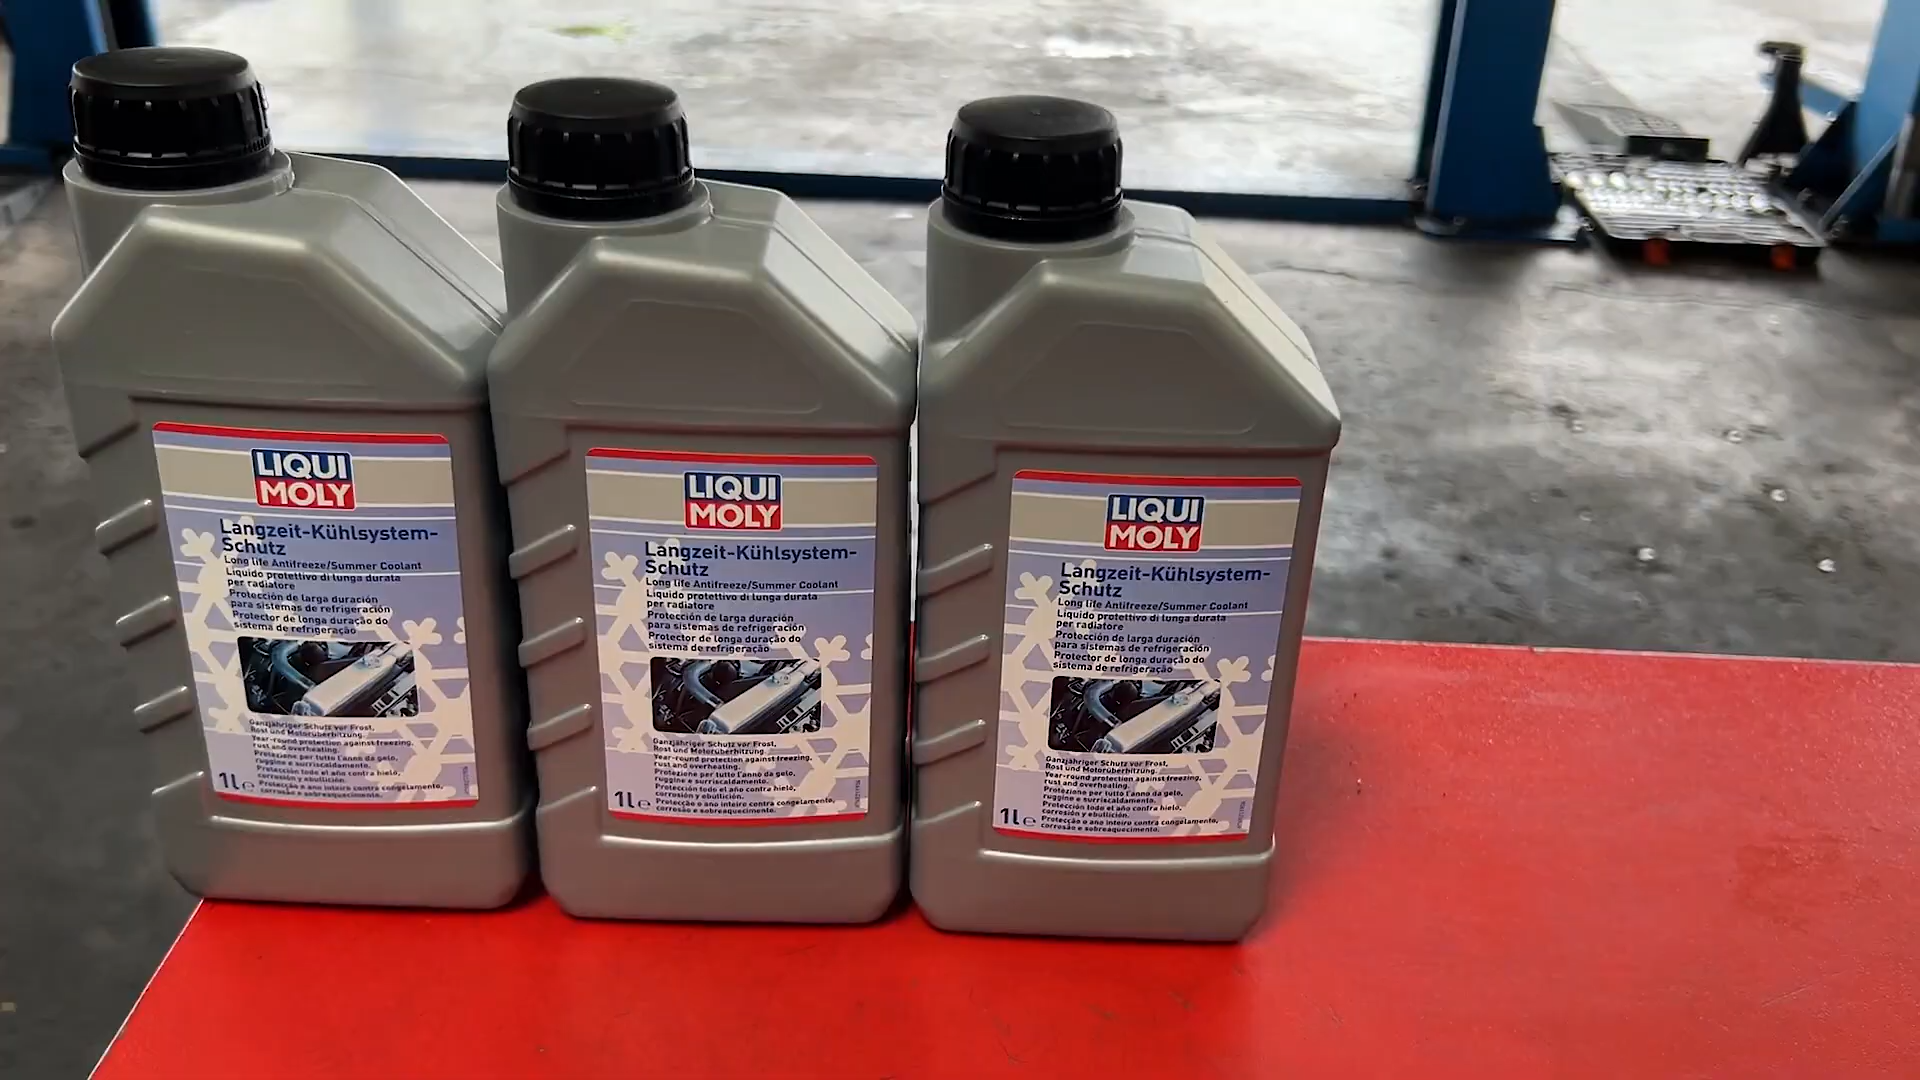 LIQUI
MOLY
Langzeit-Kühlsystem-
Schutz
Long life Antifreeze/Summer Coolant
Liquido protettivo di lunga durata
per radiatore
Protección de larga duración
para sistemas de refrigeración
Protector de longa duração do
sistema de refrigeração
Ganzjähriger Schutz vor Frost,
Rost und Motorüberhitzung.
Year-round protection against freezing,
rust and overheating.
Protezione per tutto l'anno da gelo,
ruggine e surriscaldamento.
Protección todo el año contra hielo,
corrosión y ebullición.
Protecção o ano inteiro contra congelamento,
corrosão e sobreaquecimento.
1L e
LIQUI
MOLY
Langzeit-Kühlsystem-
Schutz
Long life Antifreeze/Summer Coolant
Liquido protettivo di lunga durata
per radiatore
Protección de larga duración
para sistemas de refrigeración
Protector de longa duração do
sistema de refrigeração
Ganzjähriger Schutz vor Frost,
Rost und Motorüberhitzung.
Year-round protection against freezing,
rust and overheating.
Protezione per tutto l'anno da gelo,
ruggine e surriscaldamento.
Protección todo el año contra hielo,
corrosión y ebullición.
Protecção o ano inteiro contra congelamento,
corrosão e sobreaquecimento.
1L e
LIQUI
MOLY
Langzeit-Kühlsystem-
Schutz
Long life Antifreeze/Summer Coolant
Liquido protettivo di lunga durata
per radiatore
Protección de larga duración
para sistemas de refrigeración
Protector de longa duração do
sistema de refrigeração
Ganzjähriger Schutz vor Frost,
Rost und Motorüberhitzung.
Year-round protection against freezing,
rust and overheating.
Protezione per tutto l'anno da gelo,
ruggine e surriscaldamento.
Protección todo el año contra hielo,
corrosión y ebullición.
Protecção o ano inteiro contra congelamento,
corrosão e sobreaquecimento.
1L e